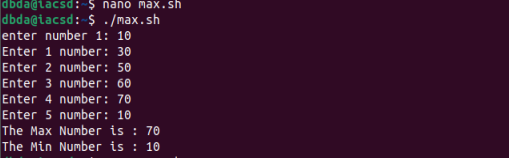 dbda@iacsd:~$ nano max.sh
dbda@iacsd:~$ ./max.sh
enter number 1: 10
Enter 1 number: 30
Enter 2 number: 50
Enter 3 number: 60
Enter 4 number: 70
Enter 5 number: 10
The Max Number is : 70
The Min Number is : 10